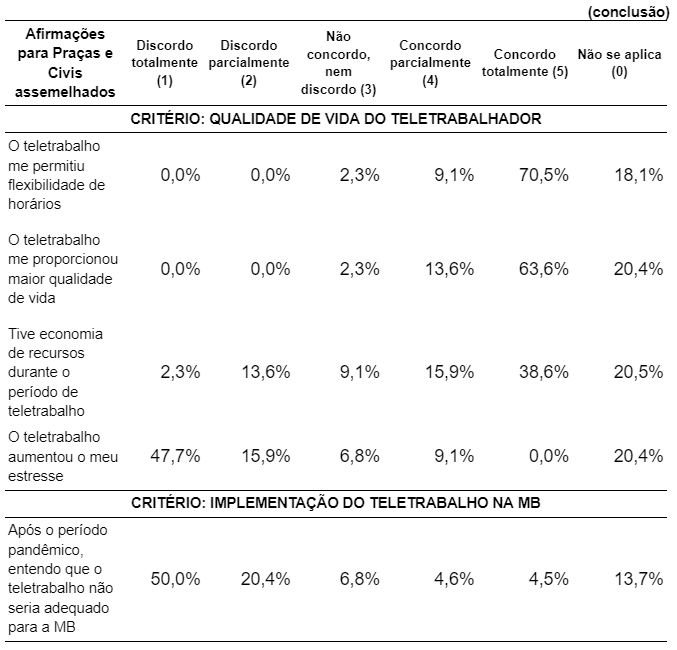 (conclusão)
Afirmações para Praças e Civis assemelhados | Discordo totalmente (1) | Discordo parcialmente (2) | Não concordo, nem discordo (3) | Concordo parcialmente (4) | Concordo totalmente (5) | Não se aplica (0)
CRITÉRIO: QUALIDADE DE VIDA DO TELETRABALHADOR
O teletrabalho me permitiu flexibilidade de horários | 0,0% | 0,0% | 2,3% | 9,1% | 70,5% | 18,1%
O teletrabalho me proporcionou maior qualidade de vida | 0,0% | 0,0% | 2,3% | 13,6% | 63,6% | 20,4%
Tive economia de recursos durante o período de teletrabalho | 2,3% | 13,6% | 9,1% | 15,9% | 38,6% | 20,5%
O teletrabalho aumentou o meu estresse | 47,7% | 15,9% | 6,8% | 9,1% | 0,0% | 20,4%
CRITÉRIO: IMPLEMENTAÇÃO DO TELETRABALHO NA MB
Após o período pandêmico, entendo que o teletrabalho não seria adequado para a MB | 50,0% | 20,4% | 6,8% | 4,6% | 4,5% | 13,7%